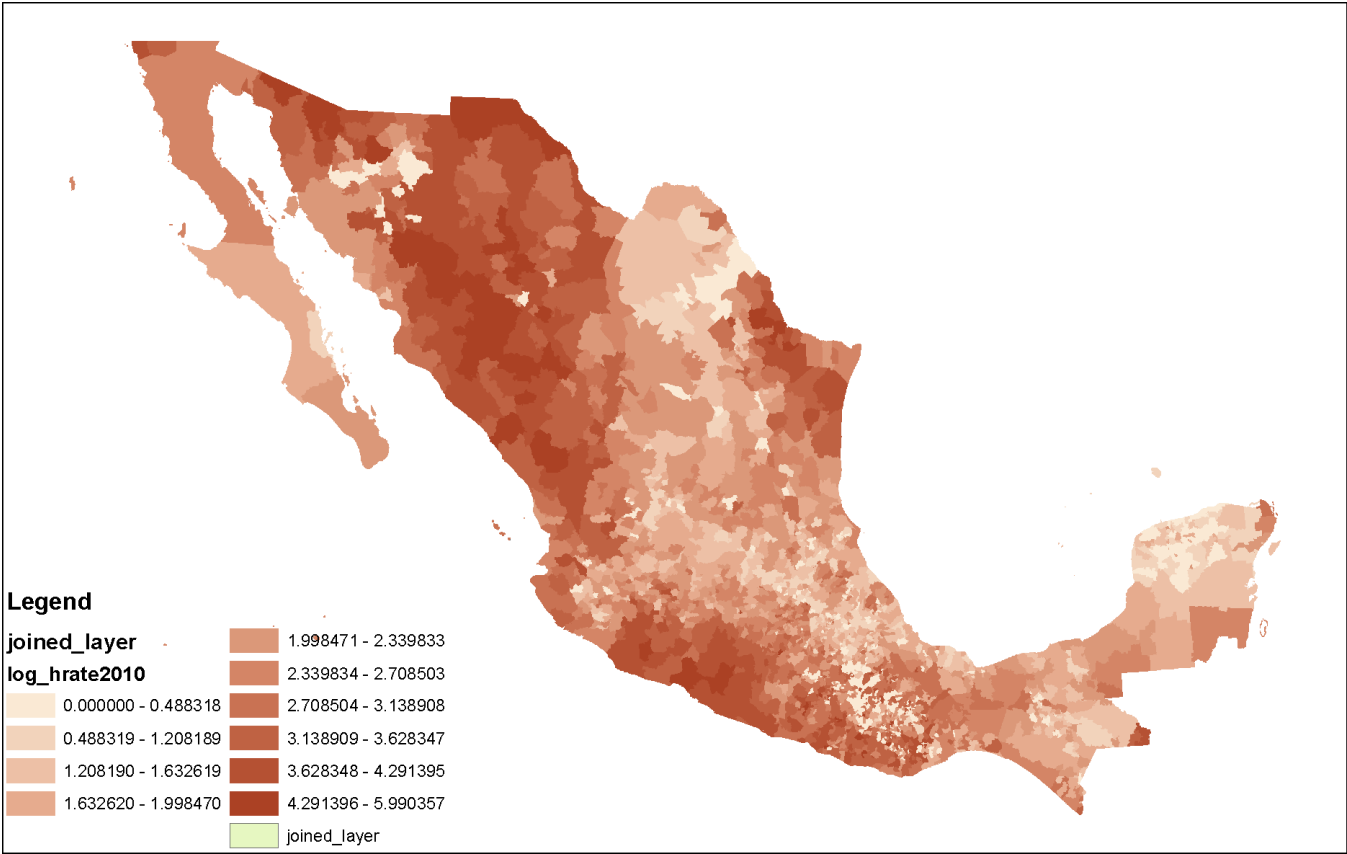 Legend
joined_layer
log_hrate2010
0.000000 - 0.488318
0.488319 - 1.208189
1.208190 - 1.632619
1.632620 - 1.998470
1.998471 - 2.339833
2.339834 - 2.708503
2.708504 - 3.138908
3.138909 - 3.628347
3.628348 - 4.291395
4.291396 - 5.990357
joined_layer